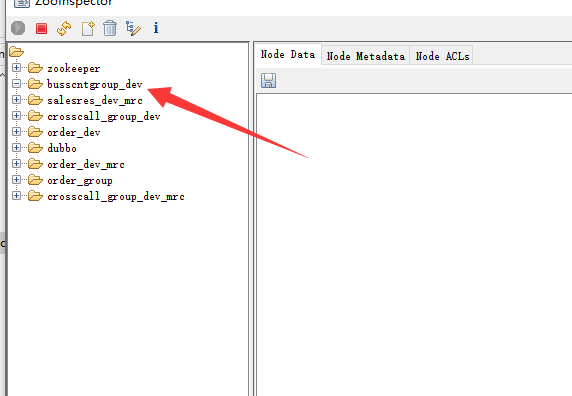 ZooInspector
Node Data Node Metadata Node ACLs
zookeeper
busscntgroup_dev
salesres_dev_mrc
crosscall_group_dev
order_dev
dubbo
order_dev_mrc
order_group
crosscall_group_dev_mrc